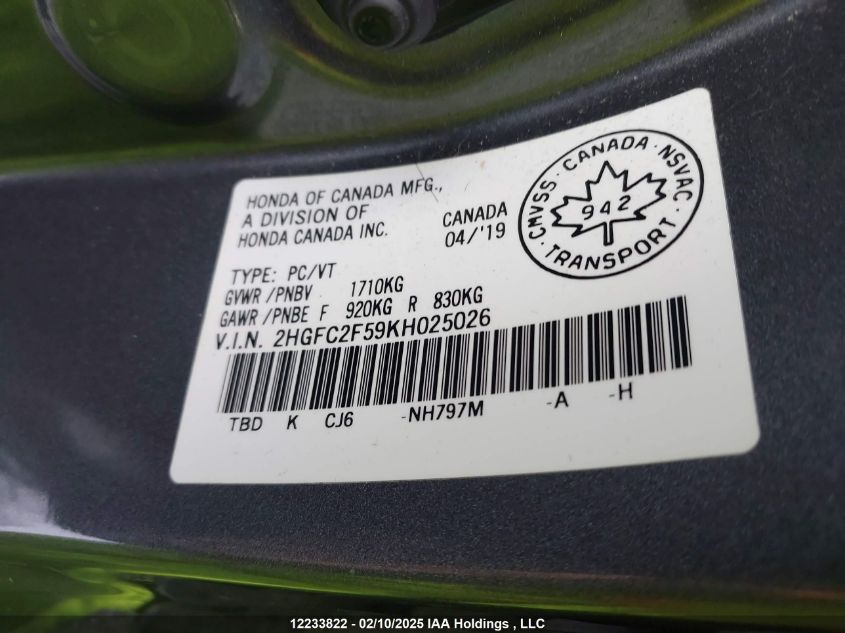 HONDA OF CANADA MFG.,
A DIVISION OF
HONDA CANADA INC.
CANADA
04/'19
CMVSS · CANADA · NSVAC
942
· TRANSPORT ·
TYPE: PC/VT
GVWR/PNBV 1710KG
GAWR/PNBE F 920KG R 830KG
V.I.N. 2HGFC2F59KH025026
TBD K CJ6 -NH797M -A -H
12233822 - 02/10/2025 IAA Holdings , LLC